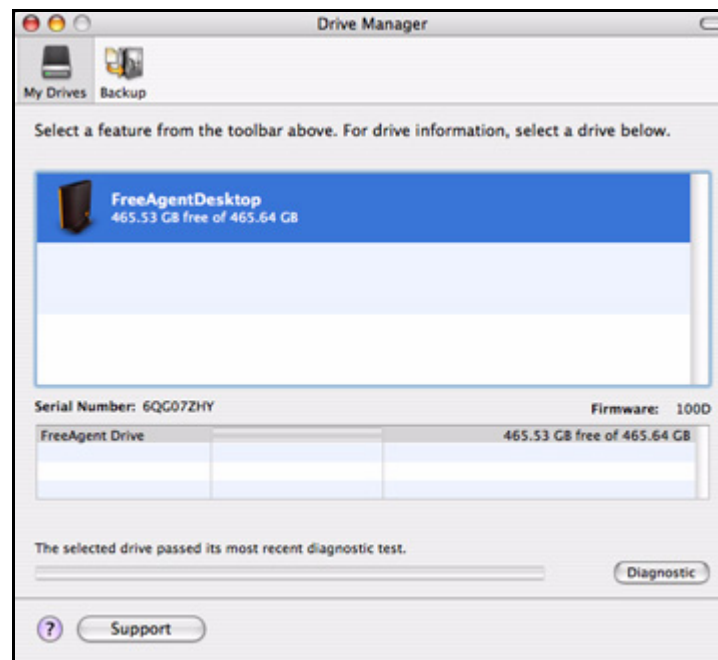 Drive Manager
My Drives Backup
Select a feature from the toolbar above. For drive information, select a drive below.
FreeAgentDesktop
465.53 GB free of 465.64 GB
Serial Number: 6QG07ZHY Firmware: 100D
FreeAgent Drive 465.53 GB free of 465.64 GB
The selected drive passed its most recent diagnostic test.
Diagnostic
? Support